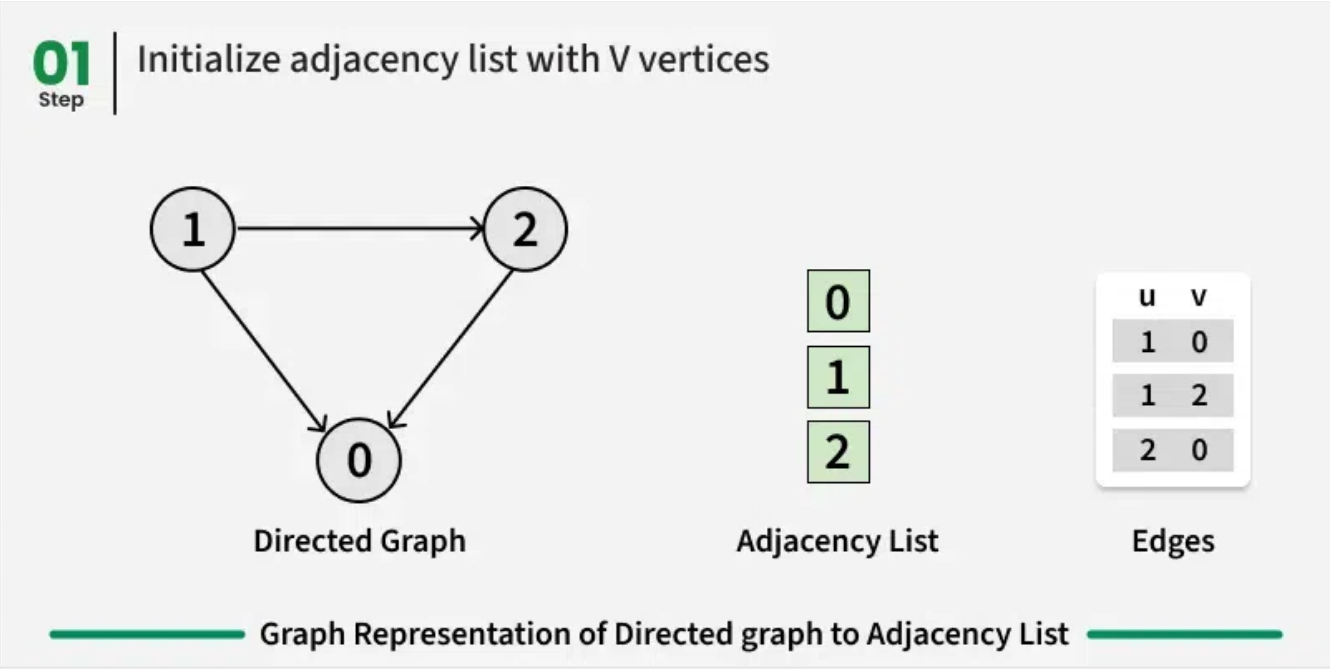 01
Step
Initialize adjacency list with V vertices
1
2
0
Directed Graph
0
1
2
Adjacency List
u v
1 0
1 2
2 0
Edges
Graph Representation of Directed graph to Adjacency List